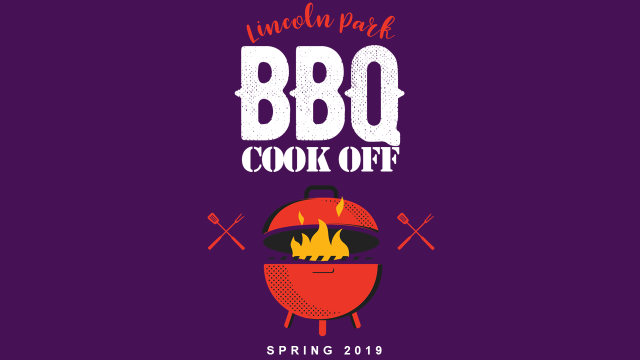 Lincoln Park
BBQ
COOK OFF
SPRING 2019